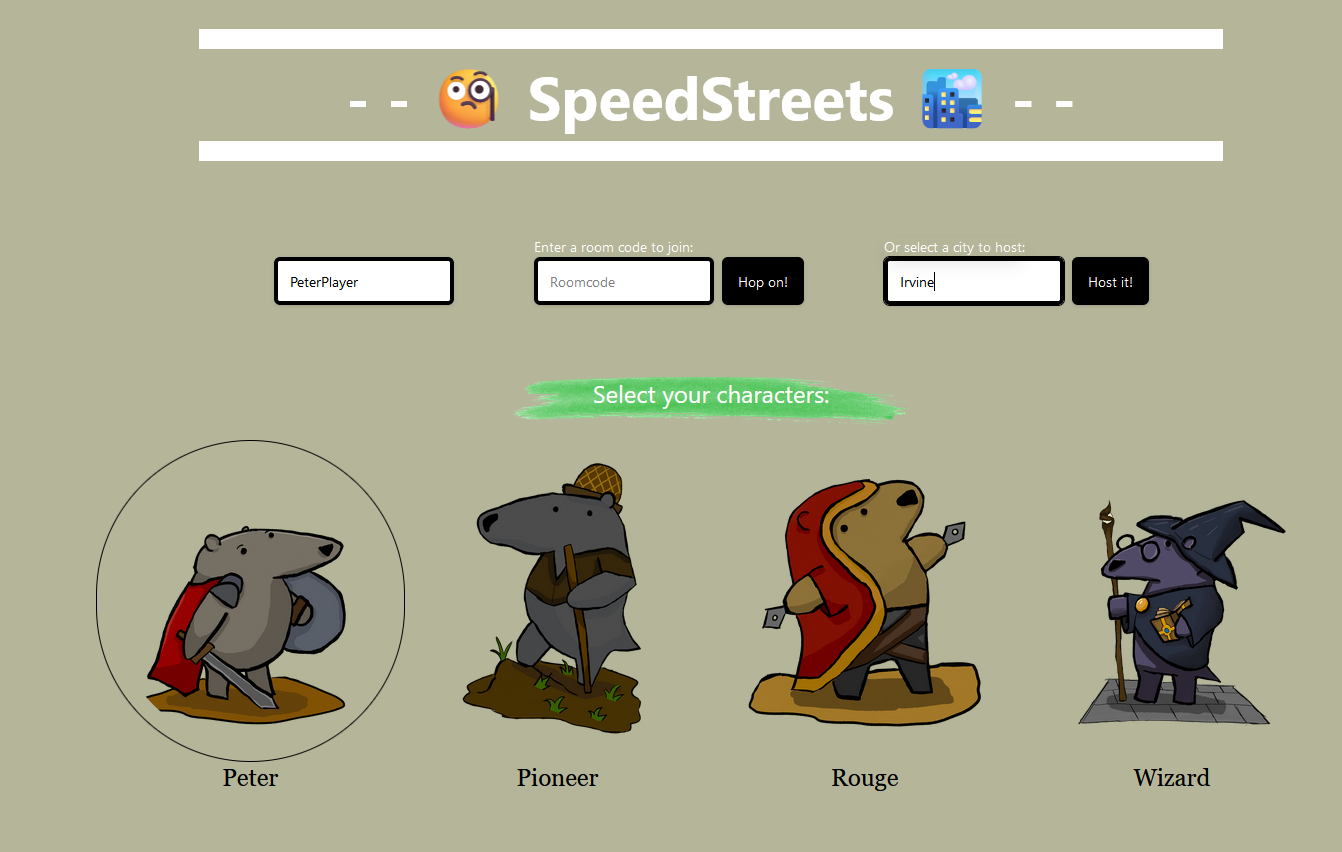 - - SpeedStreets - -
Enter a room code to join:
Or select a city to host:
PeterPlayer
Roomcode
Hop on!
Irvine
Host it!
Select your characters:
Peter
Pioneer
Rouge
Wizard